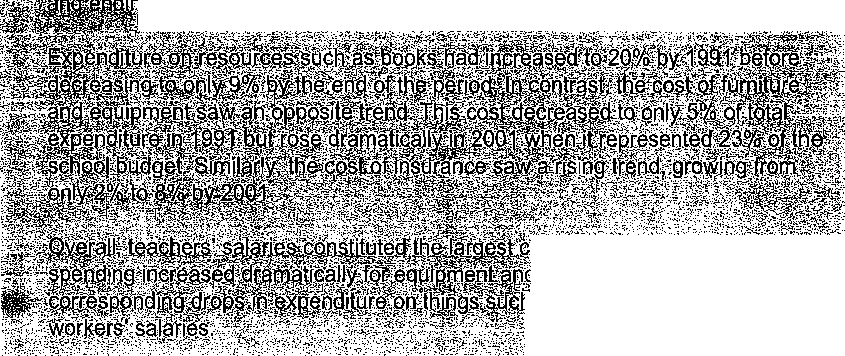 Expenditure on resources such as books had increased to 20% by 1991 before
decreasing to only 9% by the end of the period. In contrast, the cost of furniture
and equipment saw an opposite trend. This cost decreased to only 5% of total
expenditure in 1991 but rose dramatically in 2001 when it represented 23% of the
school budget. Similarly, the cost of insurance saw a rising trend, growing from
only 2% to 8% by 2001.
Overall, teachers' salaries constituted the largest
spending increased dramatically for equipment
corresponding drops in expenditure on things
workers' salaries.